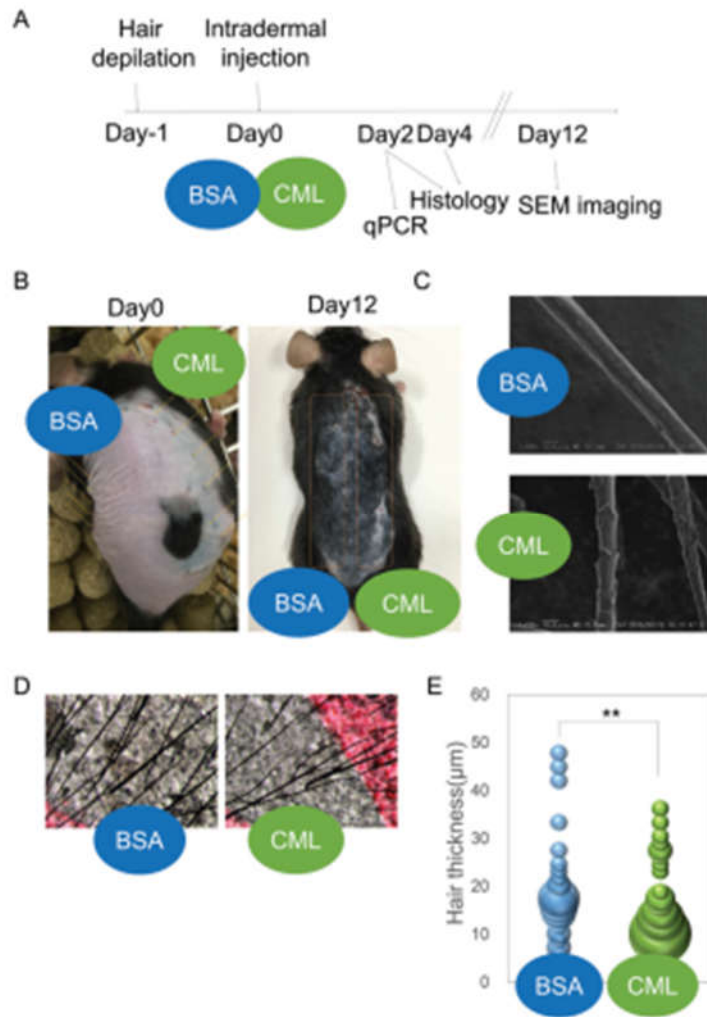 A
Hair
depilation
Intradermal
injection
Day-1
Day0
Day2
Day4
Day12
BSA
CML
qPCR
Histology
SEM imaging
B
Day0
Day12
CML
BSA
BSA
CML
C
BSA
CML
D
BSA
CML
E
Hair thickness(μm)
60
50
40
30
20
10
0
**
BSA
CML